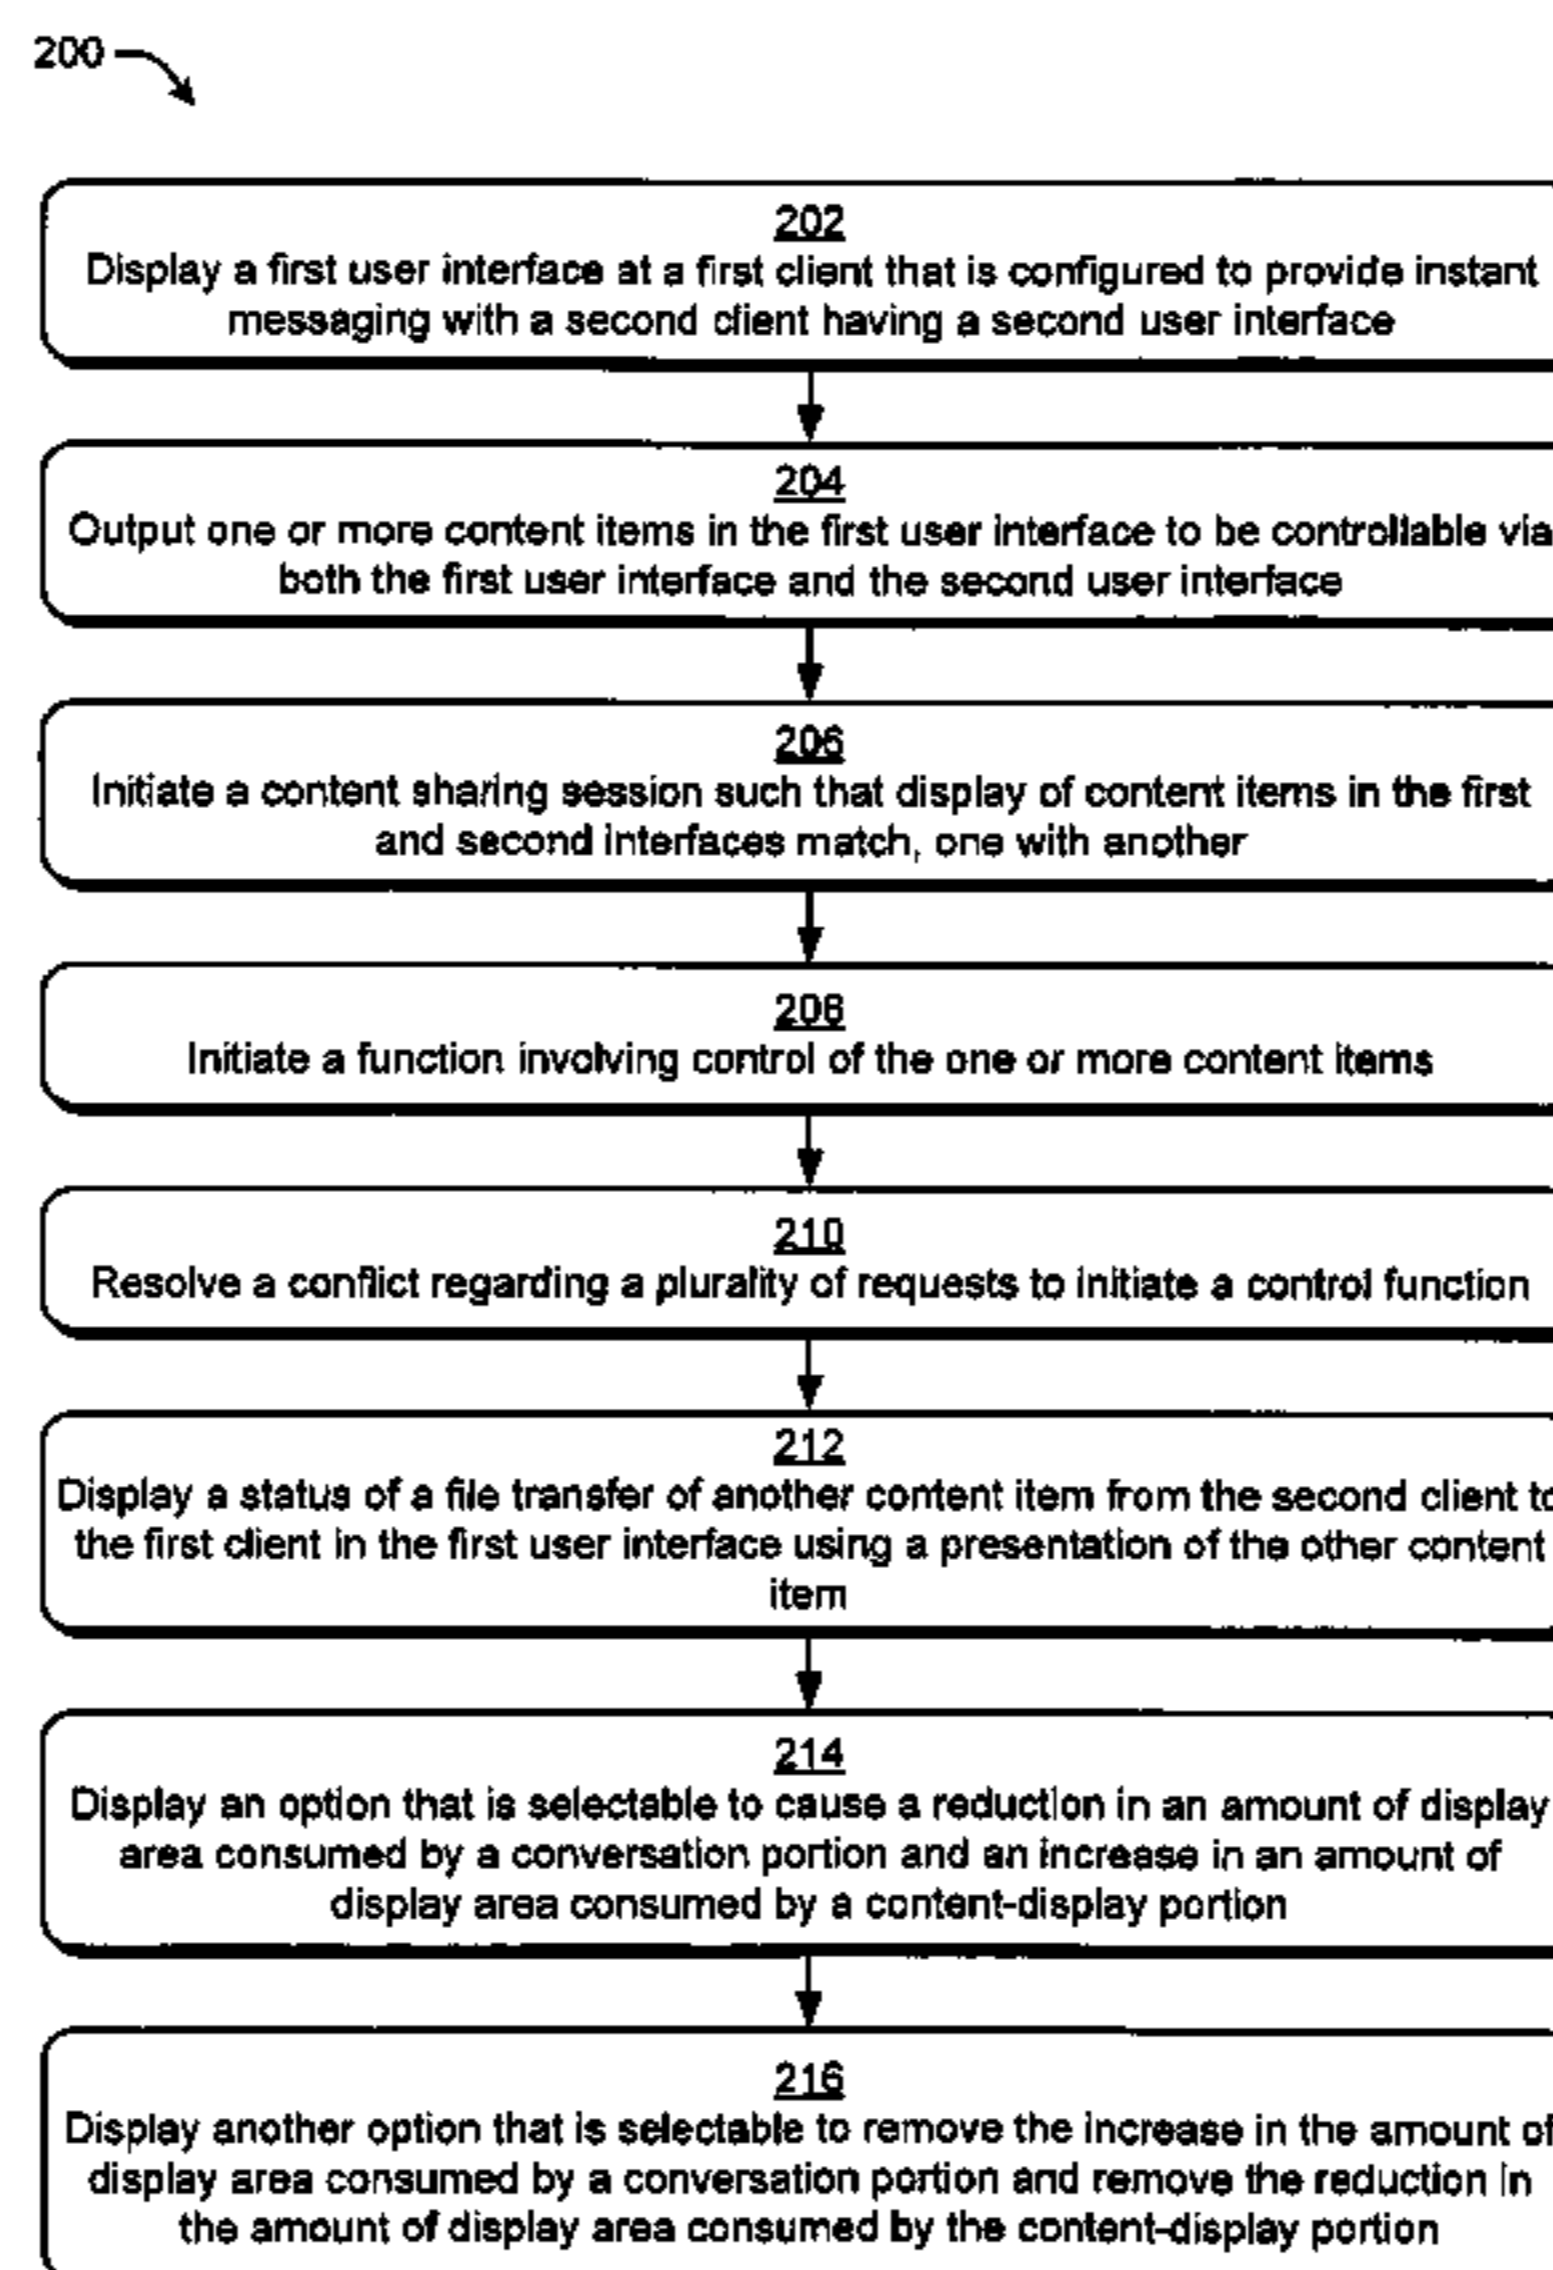 200
202
Display a first user interface at a first client that is configured to provide instant
messaging with a second client having a second user interface
204
Output one or more content items in the first user interface to be controllable via
both the first user interface and the second user interface
206
Initiate a content sharing session such that display of content items in the first
and second interfaces match, one with another
208
Initiate a function involving control of the one or more content items
210
Resolve a conflict regarding a plurality of requests to initiate a control function
212
Display a status of a file transfer of another content item from the second client to
the first client in the first user interface using a presentation of the other content
item
214
Display an option that is selectable to cause a reduction in an amount of display
area consumed by a conversation portion and an increase in an amount of
display area consumed by a content-display portion
216
Display another option that is selectable to remove the increase in the amount of
display area consumed by a conversation portion and remove the reduction in
the amount of display area consumed by the content-display portion